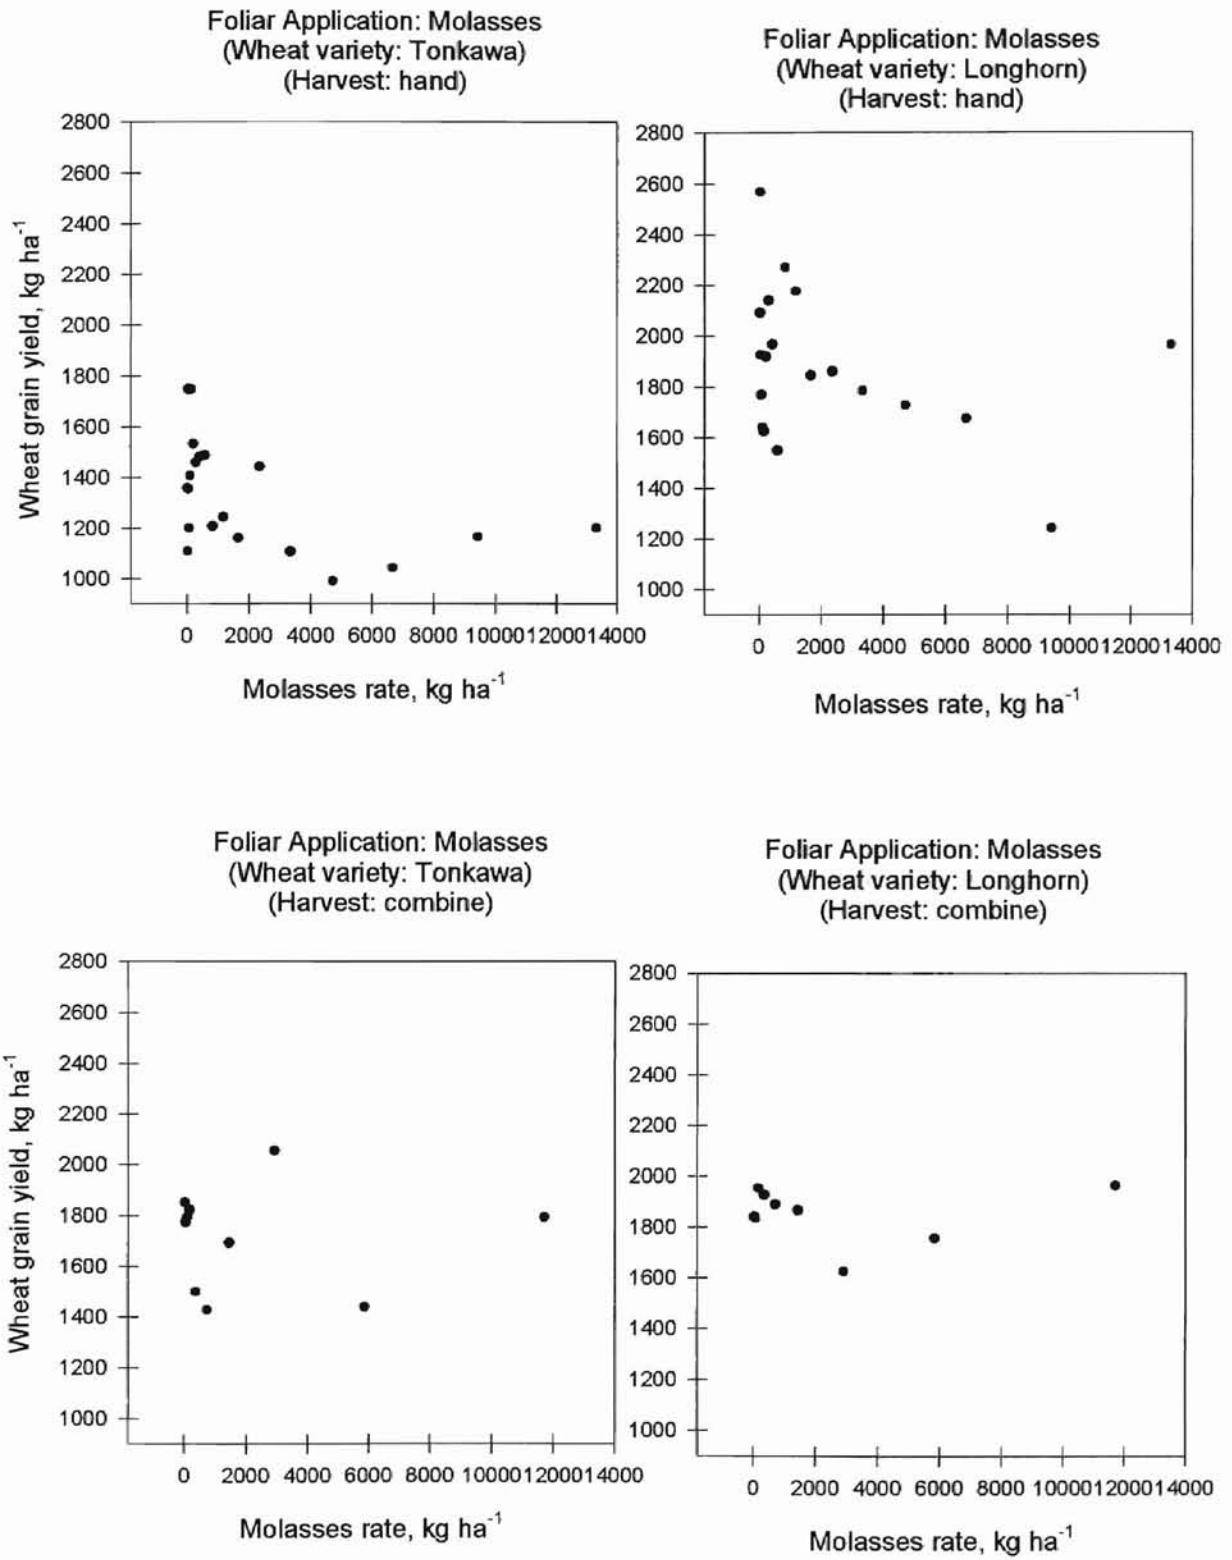 Foliar Application: Molasses
(Wheat variety: Tonkawa)
(Harvest: hand)
2800
2600
2400
2200
2000
1800
1600
1400
1200
1000
Wheat grain yield, kg ha-1
0 2000 4000 6000 8000 10000 12000 14000
Molasses rate, kg ha-1
Foliar Application: Molasses
(Wheat variety: Longhorn)
(Harvest: hand)
2800
2600
2400
2200
2000
1800
1600
1400
1200
1000
0 2000 4000 6000 8000 10000 12000 14000
Molasses rate, kg ha-1
Foliar Application: Molasses
(Wheat variety: Tonkawa)
(Harvest: combine)
2800
2600
2400
2200
2000
1800
1600
1400
1200
1000
Wheat grain yield, kg ha-1
0 2000 4000 6000 8000 10000 12000 14000
Molasses rate, kg ha-1
Foliar Application: Molasses
(Wheat variety: Longhorn)
(Harvest: combine)
2800
2600
2400
2200
2000
1800
1600
1400
1200
1000
0 2000 4000 6000 8000 10000 12000 14000
Molasses rate, kg ha-1